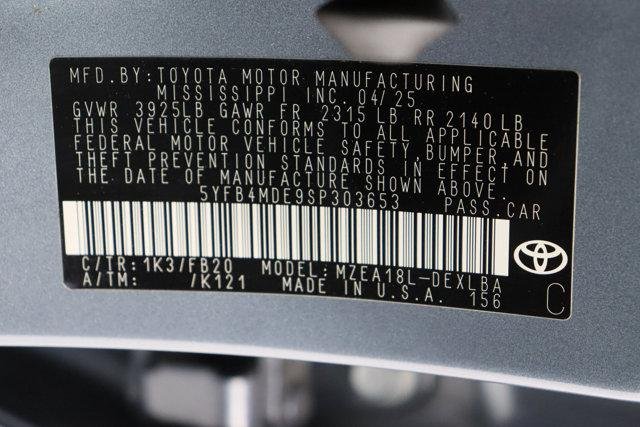 MFD. BY: TOYOTA MOTOR MANUFACTURING
MISSISSIPPI INC. 04/25
GVWR 3925LB GAWR FR 2315 LB RR 2140 LB
THIS VEHICLE CONFORMS TO ALL APPLICABLE
FEDERAL MOTOR VEHICLE SAFETY, BUMPER, AND
THEFT PREVENTION STANDARDS IN EFFECT ON
THE DATE OF MANUFACTURE SHOWN ABOVE.
5YFB4MDE9SP303653 PASS. CAR
C/TR: 1K3/FB20 MODEL: MZEA18L-DEXLBA
A/TM: /K121 MADE IN U.S.A. 156
C